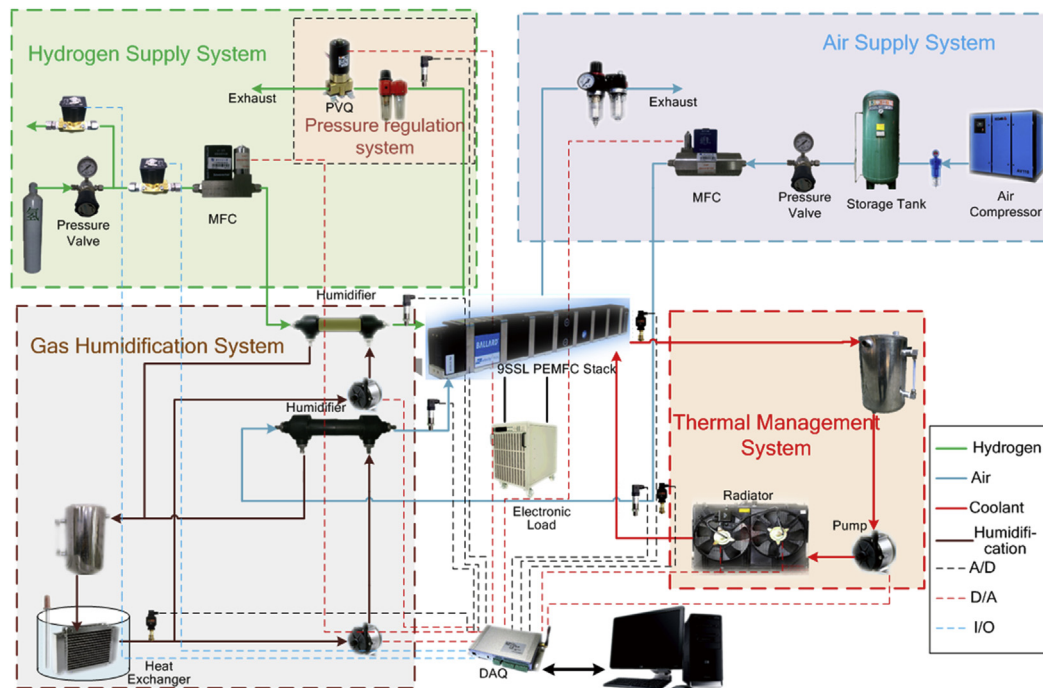 Hydrogen Supply System
Air Supply System
Exhaust
PVQ
Pressure regulation
system
Exhaust
MFC
Pressure
Valve
MFC
Pressure
Valve
Storage Tank
Air
Compressor
Humidifier
Gas Humidification System
BALLARD
9SSL PEMFC Stack
Humidifier
Thermal Management
System
Electronic
Load
Radiator
Pump
Hydrogen
Air
Coolant
Humidifi-
cation
A/D
D/A
I/O
Heat
Exchanger
DAQ